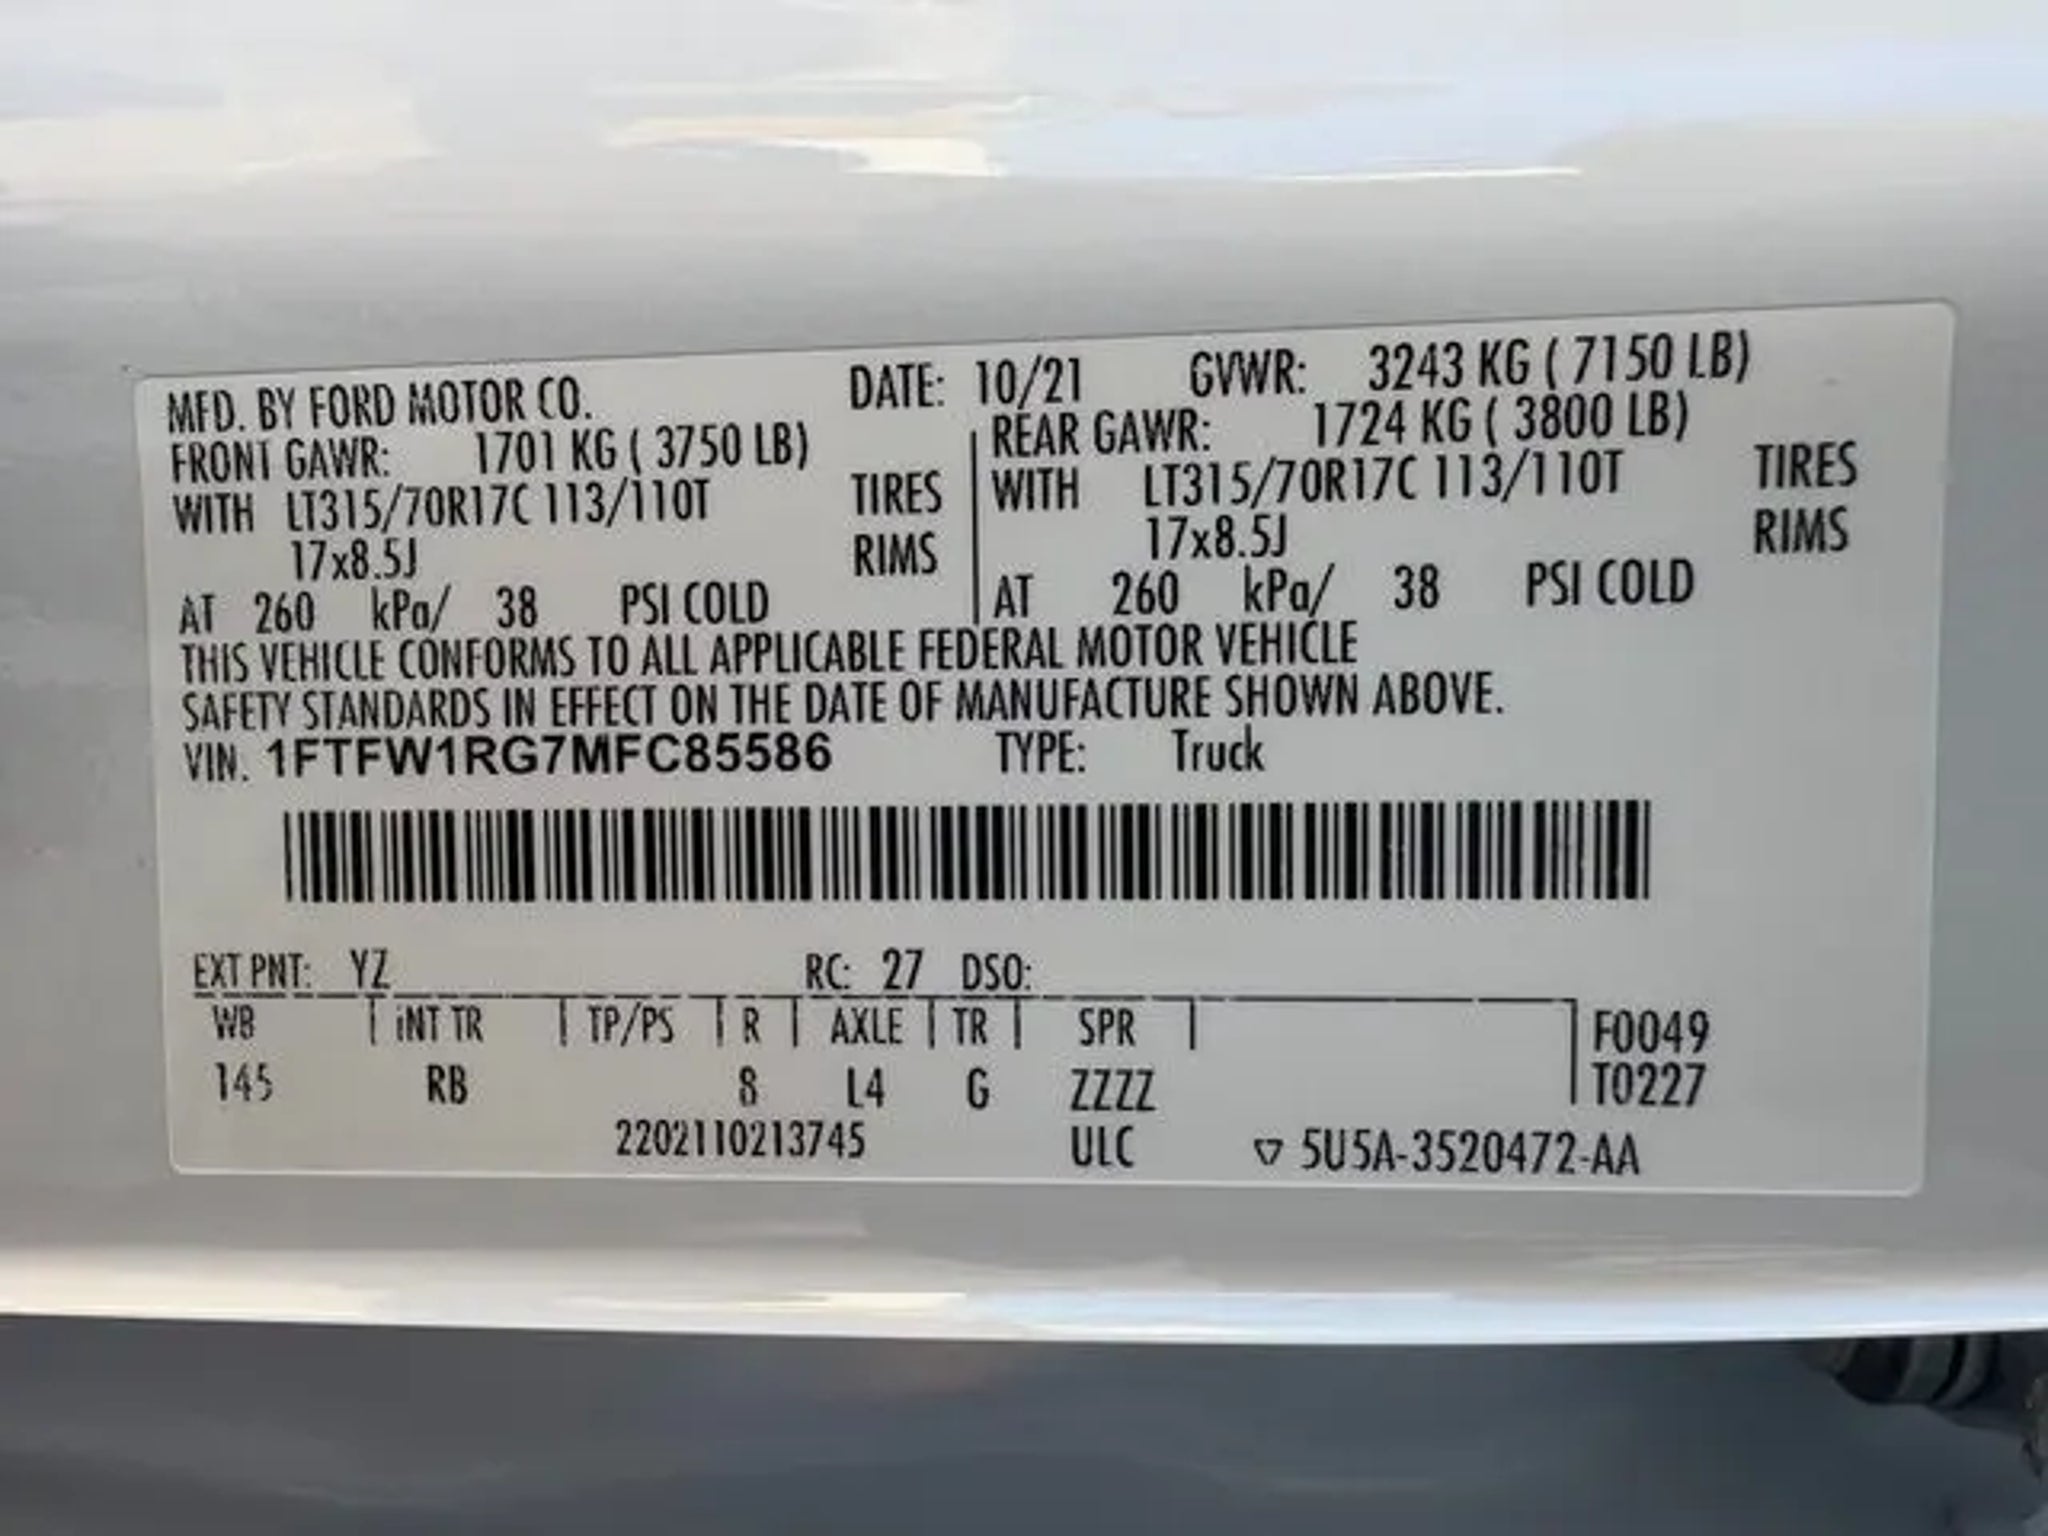 MFD. BY FORD MOTOR CO. DATE: 10/21 GVWR: 3243 KG ( 7150 LB)
FRONT GAWR: 1701 KG ( 3750 LB) REAR GAWR: 1724 KG ( 3800 LB)
WITH LT315/70R17C 113/110T TIRES WITH LT315/70R17C 113/110T TIRES
17x8.5J RIMS 17x8.5J RIMS
AT 260 kPa/ 38 PSI COLD AT 260 kPa/ 38 PSI COLD
THIS VEHICLE CONFORMS TO ALL APPLICABLE FEDERAL MOTOR VEHICLE
SAFETY STANDARDS IN EFFECT ON THE DATE OF MANUFACTURE SHOWN ABOVE.
VIN. 1FTFW1RG7MFC85586 TYPE: Truck
EXT PNT: YZ RC: 27 DSO:
WB | iNT TR | TP/PS | R | AXLE | TR | SPR | F0049
145 RB 8 L4 G ZZZZ T0227
2202110213745 ULC ▽ 5U5A-3520472-AA